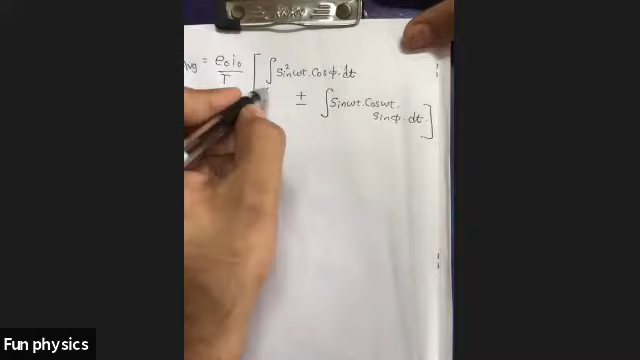 Avg = e₀i₀/T [ ∫ sin²ωt. cosφ. dt
± ∫ sinωt. cosωt.
sinφ. dt ]
Fun physics